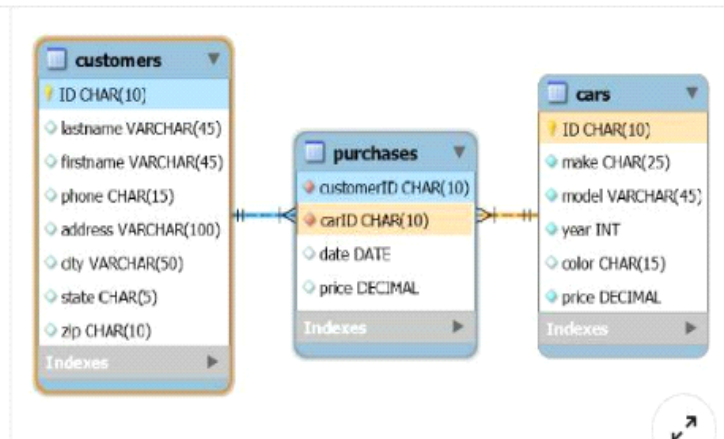 customers
ID CHAR(10)
lastname VARCHAR(45)
firstname VARCHAR(45)
phone CHAR(15)
address VARCHAR(100)
city VARCHAR(50)
state CHAR(5)
zip CHAR(10)
Indexes
purchases
customerID CHAR(10)
carID CHAR(10)
date DATE
price DECIMAL
Indexes
cars
ID CHAR(10)
make CHAR(25)
model VARCHAR(45)
year INT
color CHAR(15)
price DECIMAL
Indexes